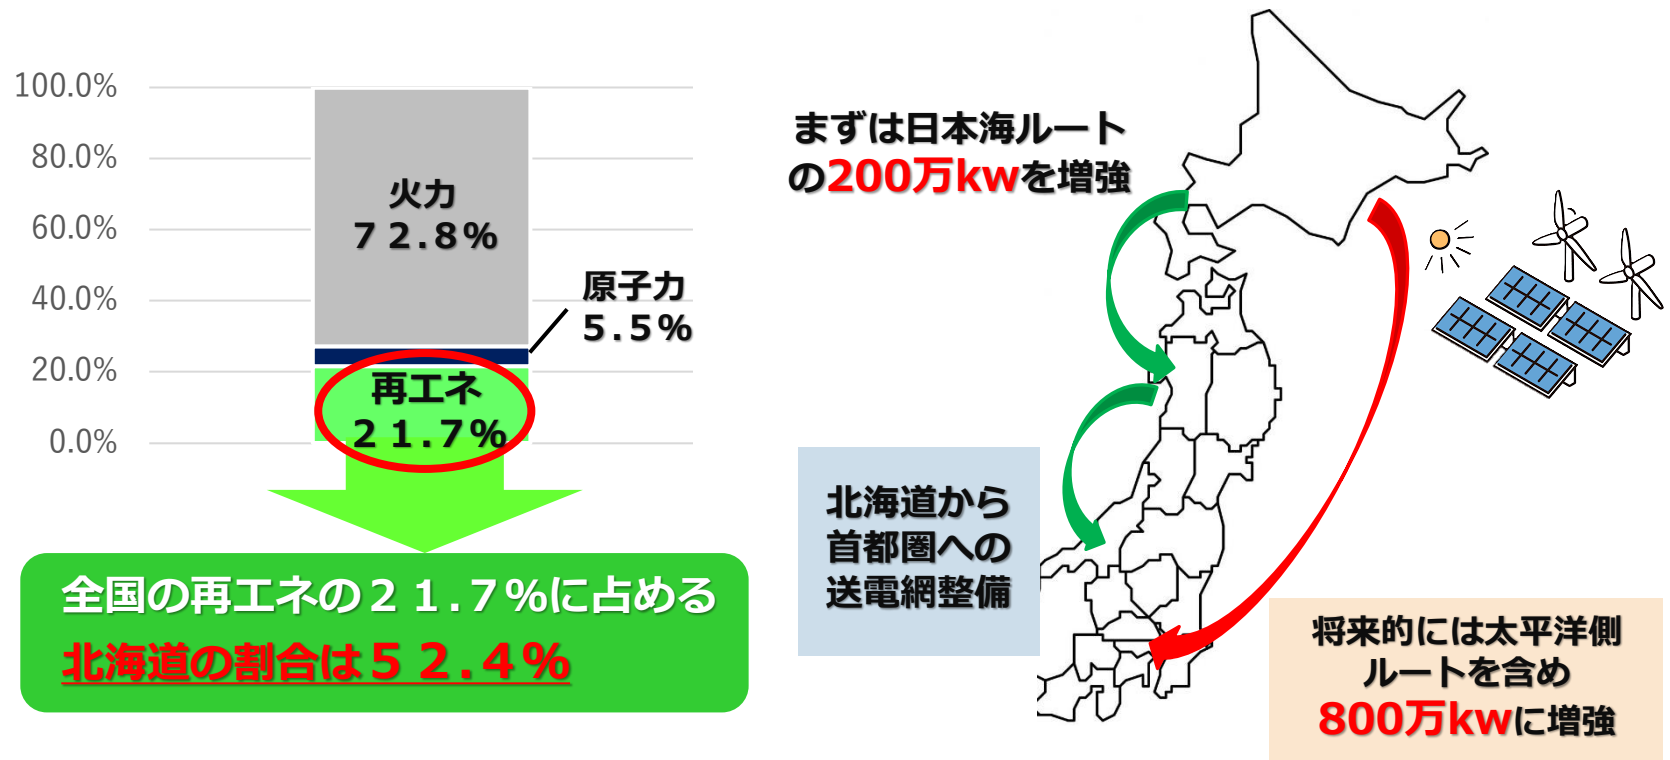 100.0%
80.0%
60.0%
40.0%
20.0%
0.0%
火力
７２.８%
原子力
５.５%
再エネ
２１.７%
全国の再エネの２１.７%に占める
北海道の割合は５２.４%
まずは日本海ルート
の200万kwを増強
北海道から
首都圏への
送電網整備
将来的には太平洋側
ルートを含め
800万kwに増強